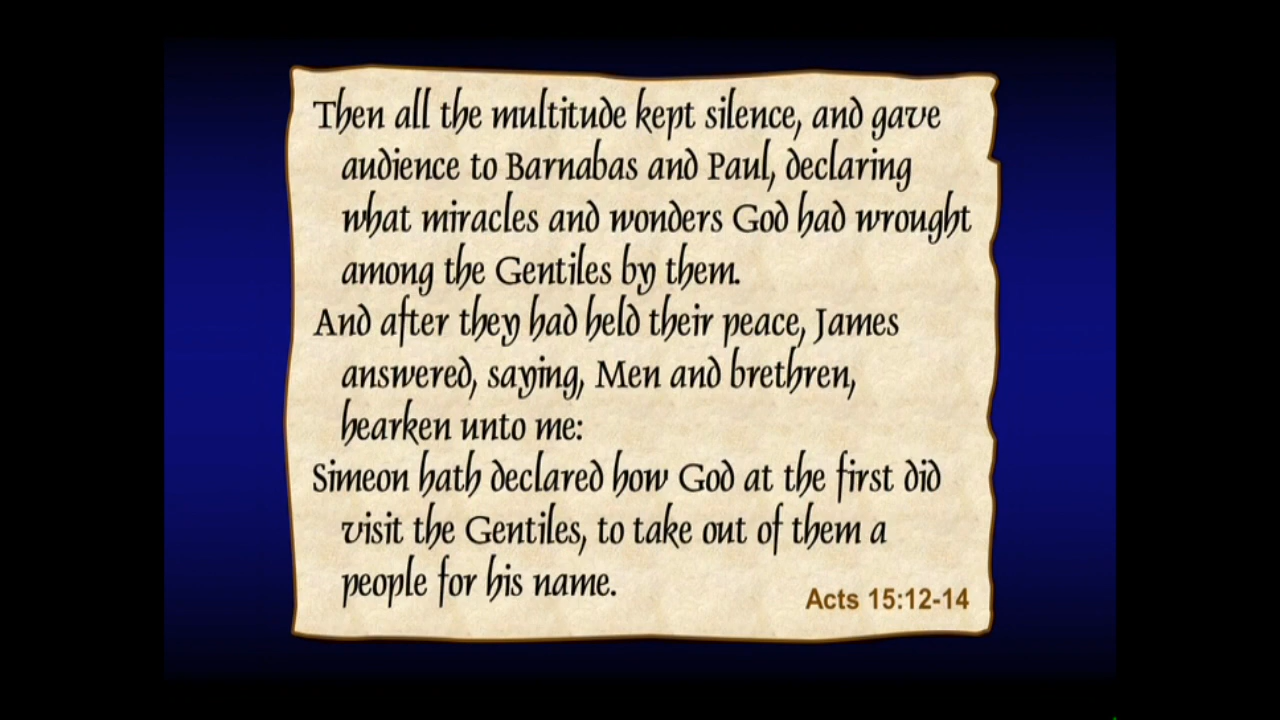 Then all the multitude kept silence, and gave
audience to Barnabas and Paul, declaring
what miracles and wonders God had wrought
among the Gentiles by them.
And after they had held their peace, James
answered, saying, Men and brethren,
hearken unto me:
Simeon hath declared how God at the first did
visit the Gentiles, to take out of them a
people for his name.
Acts 15:12-14